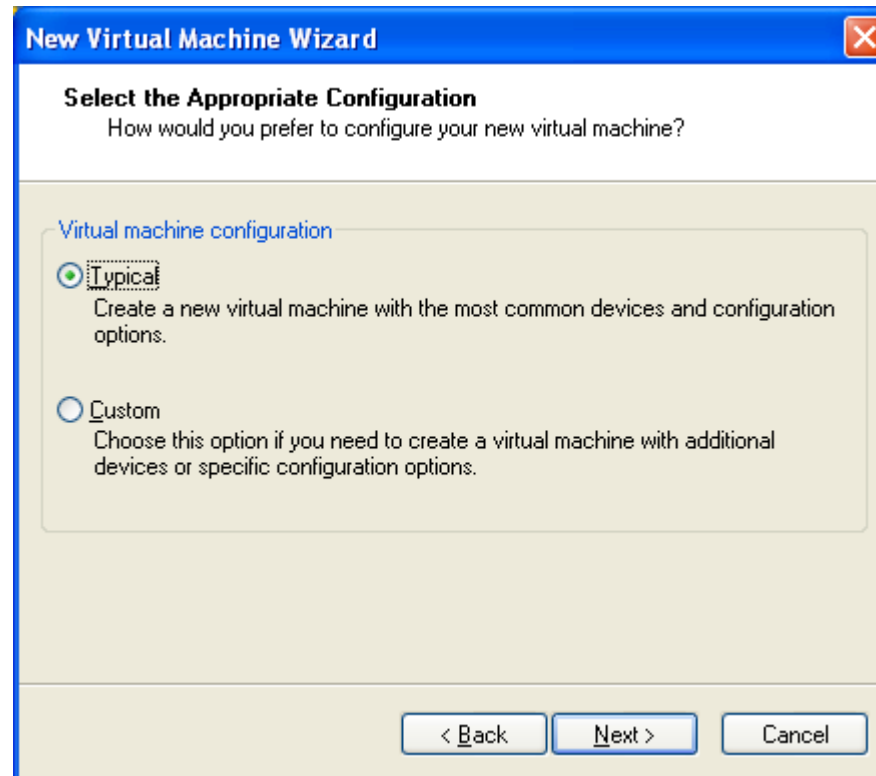 New Virtual Machine Wizard
Select the Appropriate Configuration
How would you prefer to configure your new virtual machine?
Virtual machine configuration
Typical
Create a new virtual machine with the most common devices and configuration
options.
Custom
Choose this option if you need to create a virtual machine with additional
devices or specific configuration options.
< Back Next > Cancel